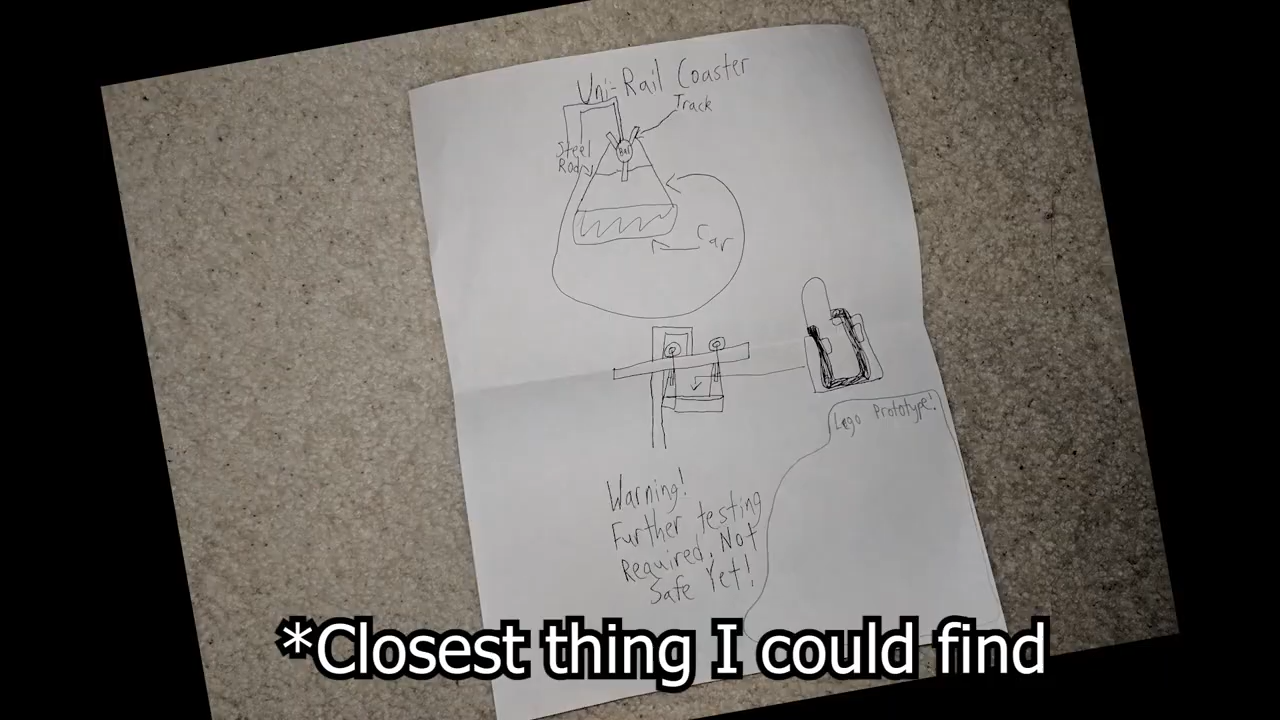 Uni-Rail Coaster
Track
Steel
Rod
Rail
Car
Lego Prototype!
Warning!
Further testing
Required. Not
Safe Yet!
*Closest thing I could find